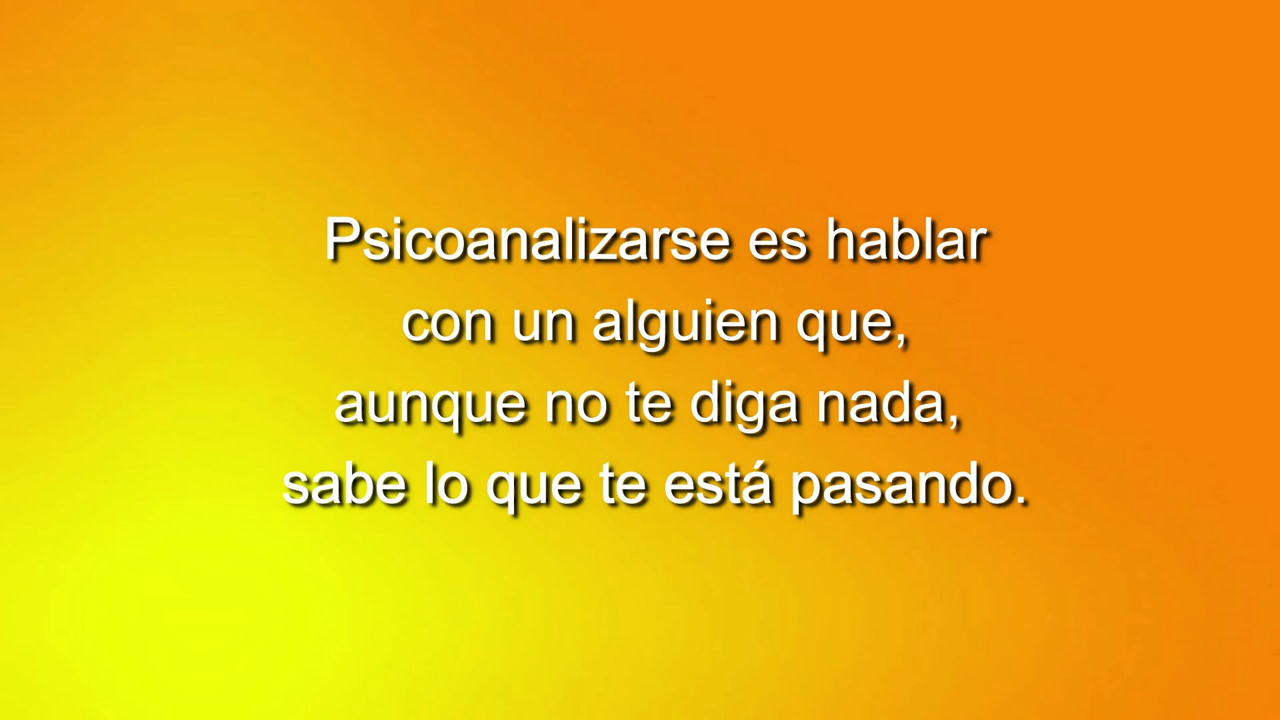 Psicoanalizarse es hablar
con un alguien que,
aunque no te diga nada,
sabe lo que te está pasando.